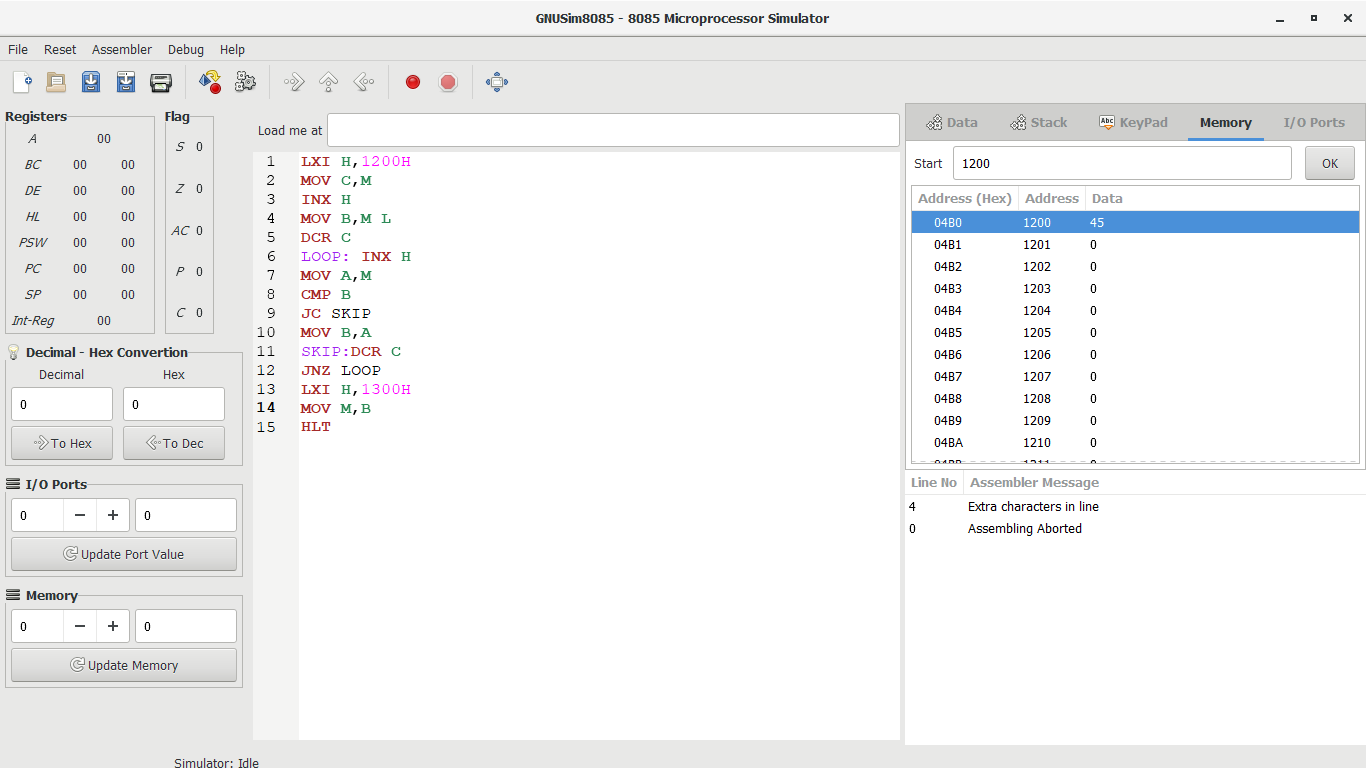 GNUSim8085 - 8085 Microprocessor Simulator
File Reset Assembler Debug Help
Registers
A 00
BC 00 00
DE 00 00
HL 00 00
PSW 00 00
PC 00 00
SP 00 00
Int-Reg 00
Flag
S 0
Z 0
AC 0
P 0
C 0
Decimal - Hex Convertion
Decimal Hex
0 0
To Hex To Dec
I/O Ports
0 0
Update Port Value
Memory
0 0
Update Memory
Load me at
1 LXI H,1200H
2 MOV C,M
3 INX H
4 MOV B,M L
5 DCR C
6 LOOP: INX H
7 MOV A,M
8 CMP B
9 JC SKIP
10 MOV B,A
11 SKIP:DCR C
12 JNZ LOOP
13 LXI H,1300H
14 MOV M,B
15 HLT
Data Stack Abc KeyPad Memory I/O Ports
Start 1200 OK
Address (Hex) Address Data
04B0 1200 45
04B1 1201 0
04B2 1202 0
04B3 1203 0
04B4 1204 0
04B5 1205 0
04B6 1206 0
04B7 1207 0
04B8 1208 0
04B9 1209 0
04BA 1210 0
04BB 1211 0
Line No Assembler Message
4 Extra characters in line
0 Assembling Aborted
Simulator: Idle